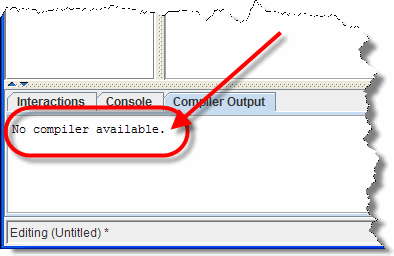 Interactions Console Compiler Output
No compiler available.
Editing (Untitled) *